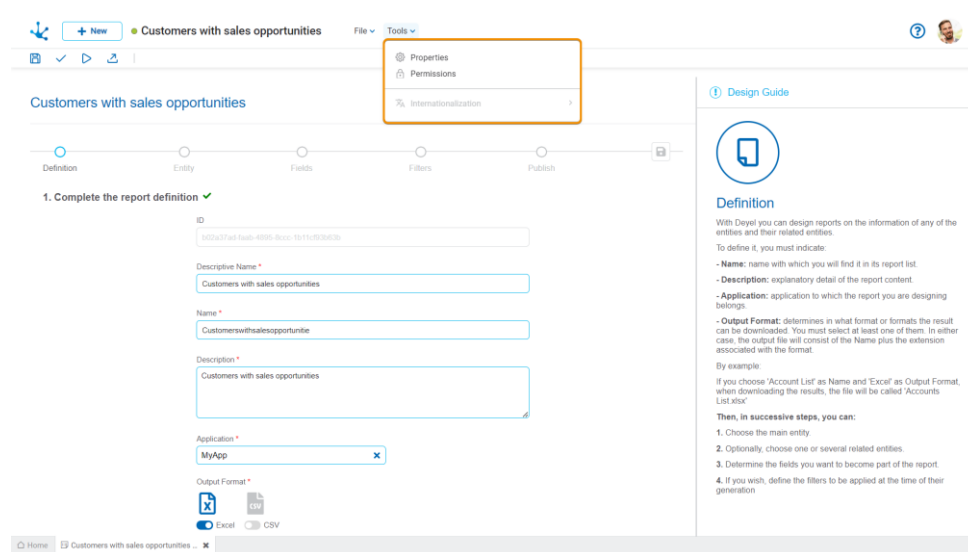 + New
Customers with sales opportunities
File
Tools
Properties
Permissions
Internationalization
Customers with sales opportunities
Definition
Entity
Fields
Filters
Publish
1. Complete the report definition
ID
Descriptive Name *
Customers with sales opportunities
Name *
Customerswithsalesopportunitie
Description *
Customers with sales opportunities
Application *
MyApp
Output Format *
CSV
Excel
CSV
Design Guide
Definition
With Deyel you can design reports on the information of any of the
entities and their related entities.
To define it, you must indicate:
- Name: name with which you will find it in its report list.
- Description: explanatory detail of the report content.
- Application: application to which the report you are designing
belongs.
- Output Format: determines in what format or formats the result
can be downloaded. You must select at least one of them. In either
case, the output file will consist of the Name plus the extension
associated with the format.
By example:
If you choose 'Account List' as Name and 'Excel' as Output Format,
when downloading the results, the file will be called 'Accounts
List.xlsx'
Then, in successive steps, you can:
1. Choose the main entity.
2. Optionally, choose one or several related entities.
3. Determine the fields you want to become part of the report.
4. If you wish, define the filters to be applied at the time of their
generation
Home
Customers with sales opportunities ..